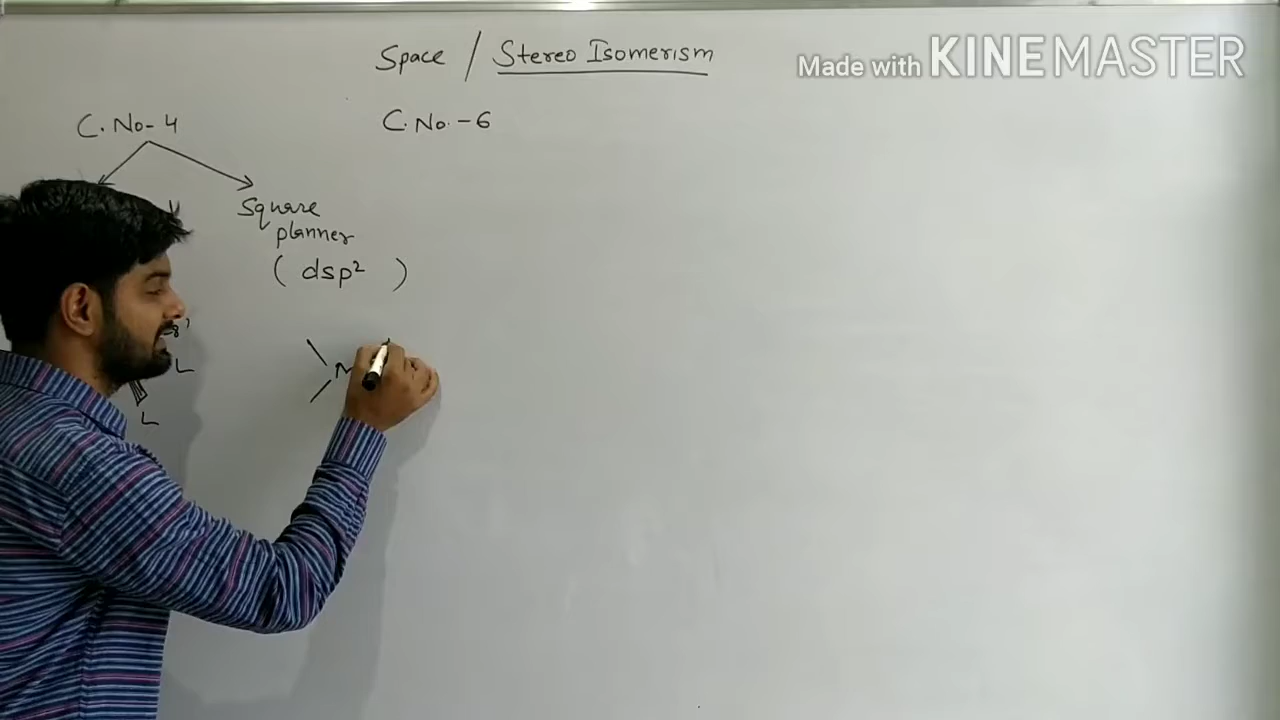 Space / Stereo Isomerism
Made with KINEMASTER
C.No-4
C.No.-6
Square
planner
( dsp² )
L
M
L